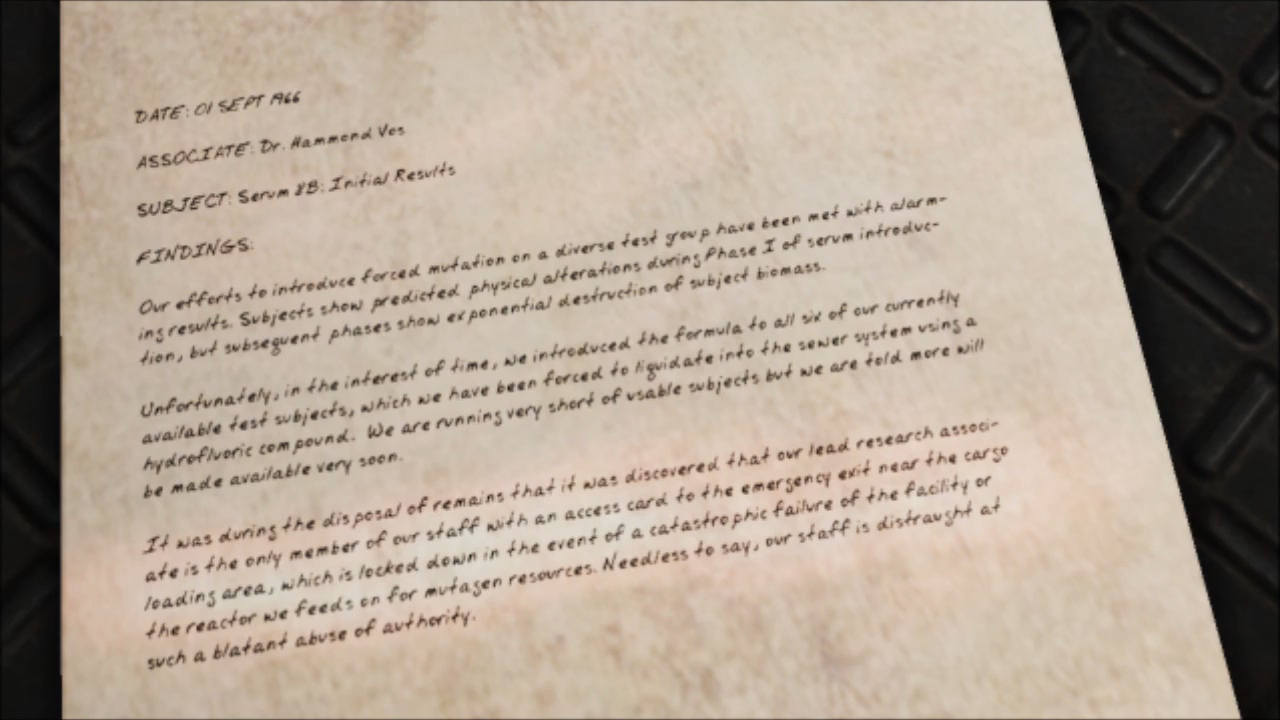 DATE: 01 SEPT 1966
ASSOCIATE: Dr. Hammond Vos
SUBJECT: Serum 8B: Initial Results
FINDINGS:
Our efforts to introduce forced mutation on a diverse test group have been met with alarm-
ing results. Subjects show predicted physical alterations during Phase I of serum introduc-
tion, but subsequent phases show exponential destruction of subject biomass.
Unfortunately, in the interest of time, we introduced the formula to all six of our currently
available test subjects, which we have been forced to liquidate into the sewer system using a
hydrofluoric compound. We are running very short of usable subjects but we are told more will
be made available very soon.
It was during the disposal of remains that it was discovered that our lead research associ-
ate is the only member of our staff with an access card to the emergency exit near the cargo
loading area, which is locked down in the event of a catastrophic failure of the facility or
the reactor we feeds on for mutagen resources. Needless to say, our staff is distraught at
such a blatant abuse of authority.